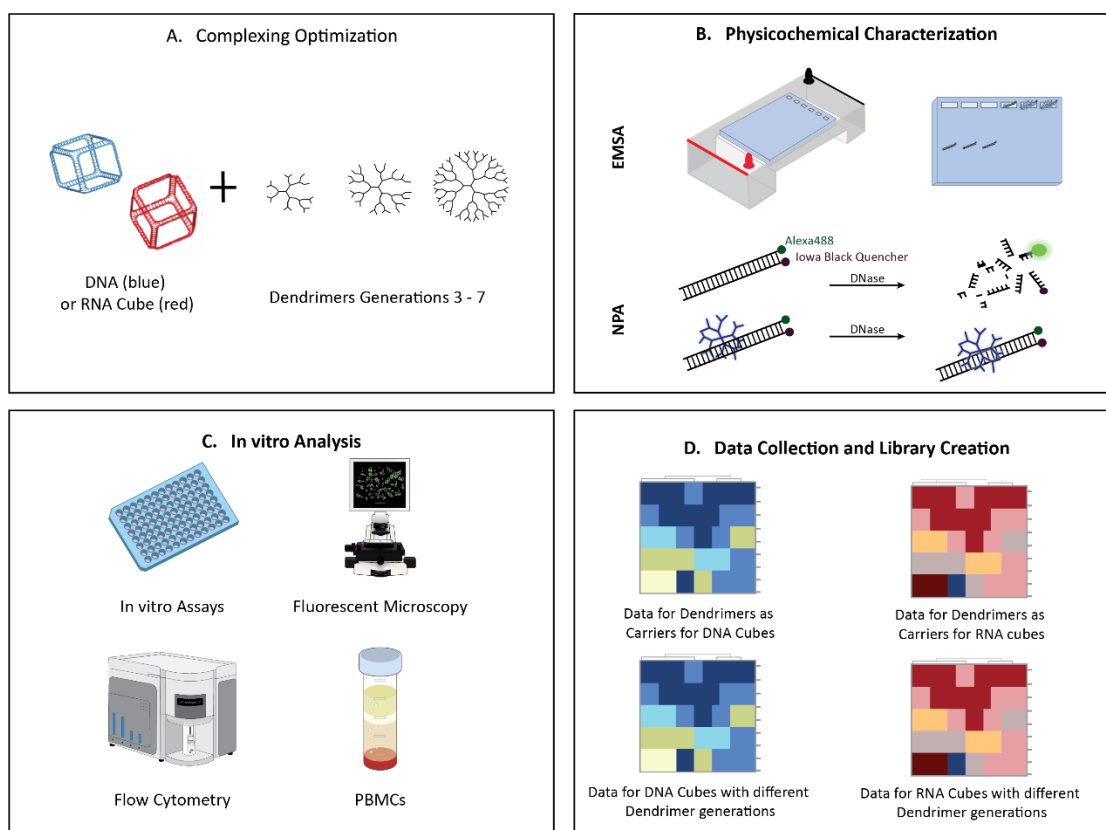 A. Complexing Optimization
DNA (blue)
or RNA Cube (red)
Dendrimers Generations 3 - 7
B. Physicochemical Characterization
EMSA
NPA
Alexa488
Iowa Black Quencher
DNase
DNase
C. In vitro Analysis
In vitro Assays
Fluorescent Microscopy
Flow Cytometry
PBMCs
D. Data Collection and Library Creation
Data for Dendrimers as
Carriers for DNA Cubes
Data for Dendrimers as
Carriers for RNA cubes
Data for DNA Cubes with different
Dendrimer generations
Data for RNA Cubes with different
Dendrimer generations